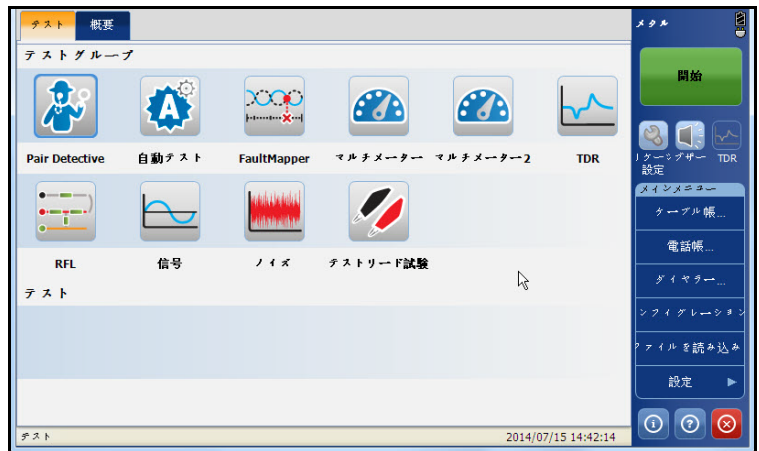 テスト 概要
テストグループ
Pair Detective 自動テスト FaultMapper マルチメーター マルチメーター2 TDR
RFL 信号 ノイズ テストリード試験
テスト
テスト 2014/07/15 14:42:14
メタル
開始
ブザー TDR
設定
メインメニュー
ケーブル帳...
電話帳...
ダイヤラー...
ンフィグレーション
ファイルを読み込み
設定